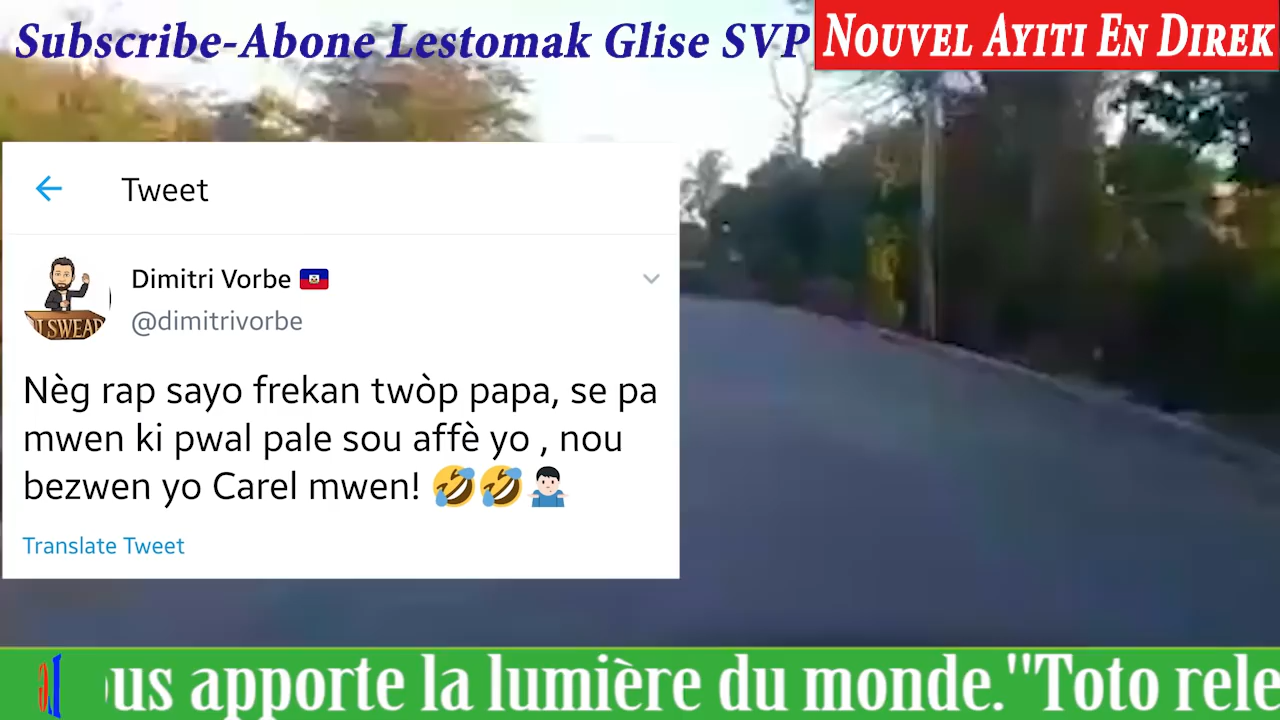 Subscribe-Abone Lestomak Glise SVP
NOUVEL AYITI EN DIREK
Tweet
Dimitri Vorbe 🇭🇹
@dimitrivorbe
Nèg rap sayo frekan twòp papa, se pa
mwen ki pwal pale sou affè yo , nou
bezwen yo Carel mwen! 🤣🤣🤷🏻‍♂️
Translate Tweet
us apporte la lumière du monde."Toto rele